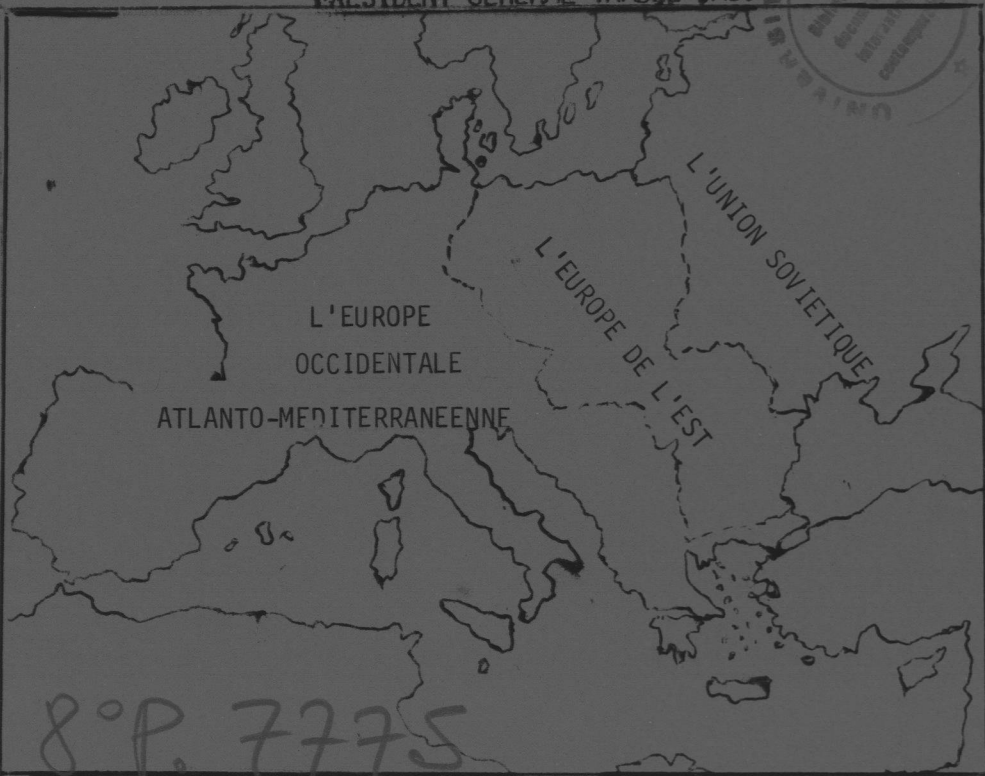 L'UNION SOVIETIQUE
L'EUROPE DE L'EST
L'EUROPE
OCCIDENTALE
ATLANTO-MEDITERRANEENNE
8°P. 7775